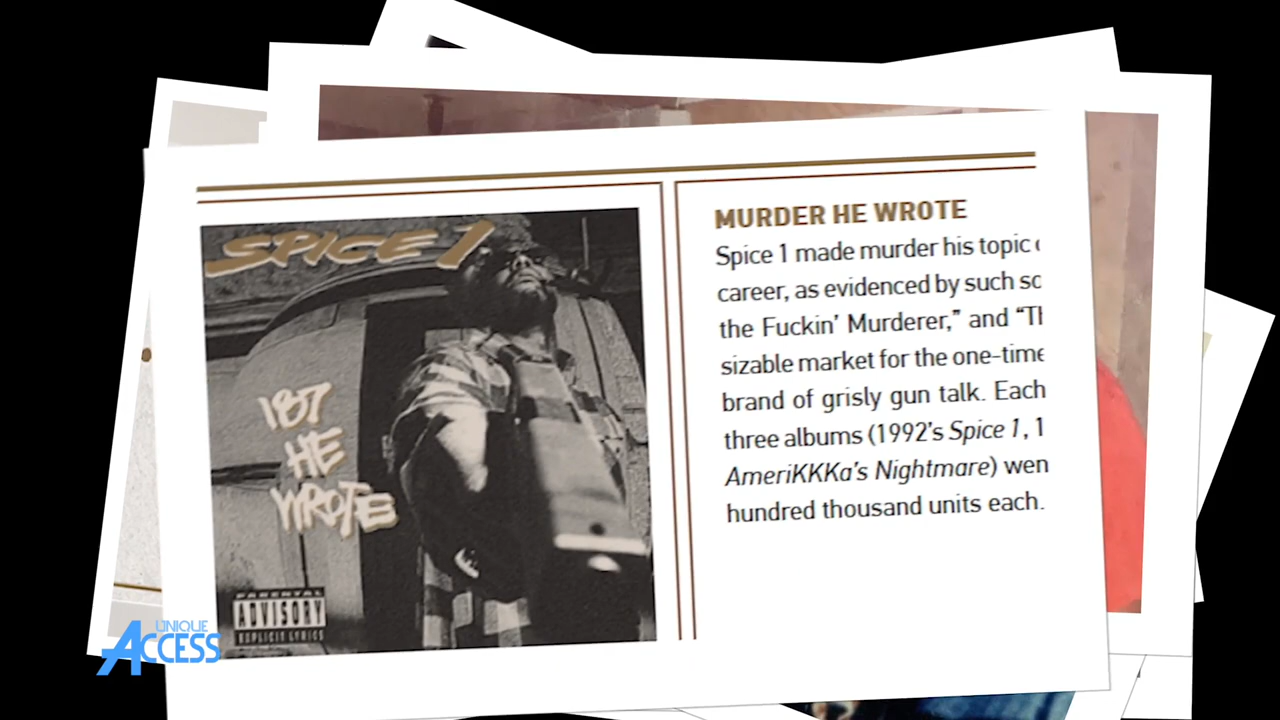 SPICE 1
187
HE
WROTE
PARENTAL
ADVISORY
EXPLICIT LYRICS
MURDER HE WROTE
Spice 1 made murder his topic
career, as evidenced by such
the Fuckin' Murderer," and
sizable market for the one-time
brand of grisly gun talk. Each
three albums (1992's Spice 1, 1
AmeriKKKa's Nightmare)
hundred thousand units each.
UNIQUE
ACCESS